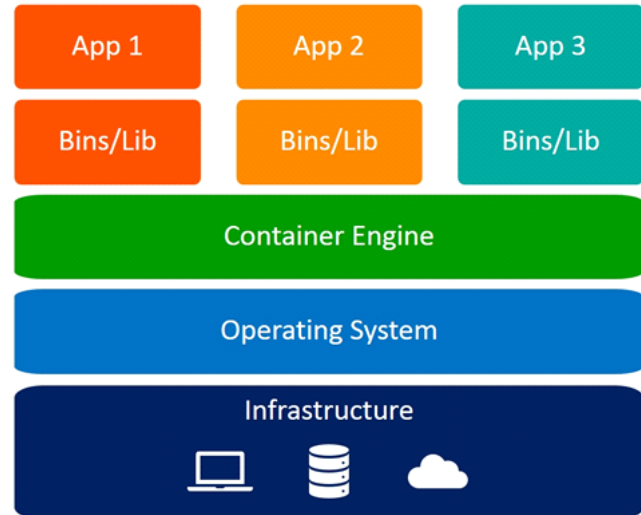 App 1
App 2
App 3
Bins/Lib
Bins/Lib
Bins/Lib
Container Engine
Operating System
Infrastructure